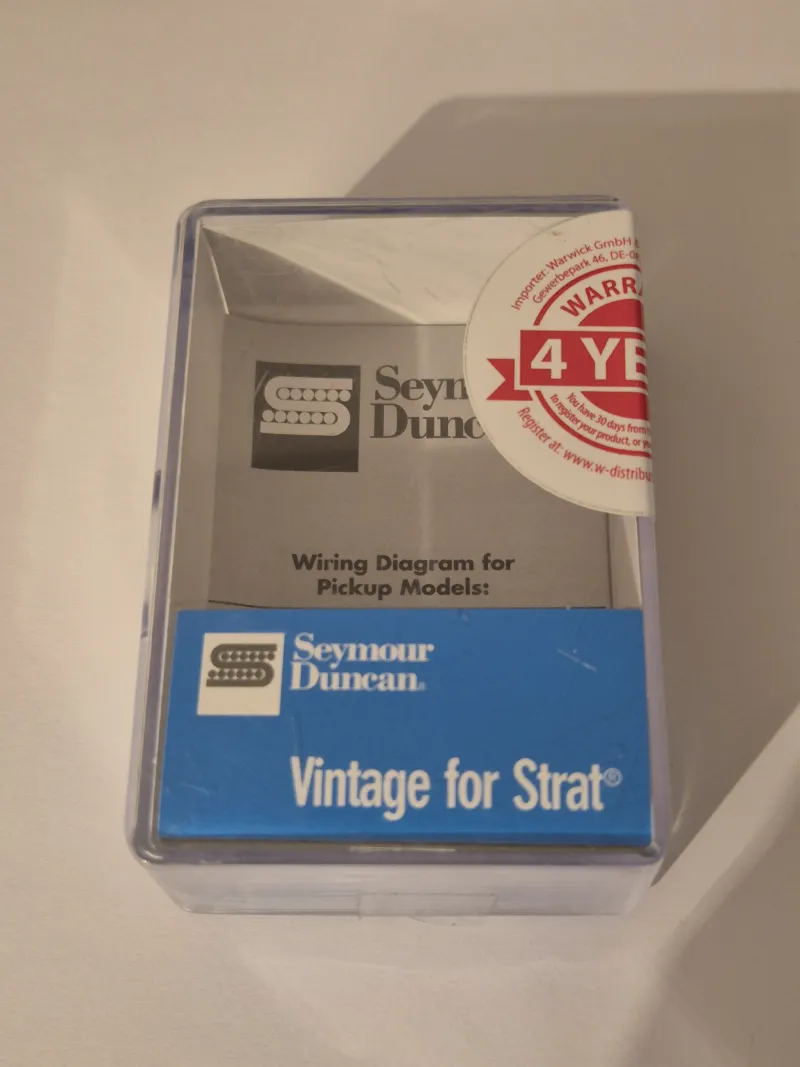 Importer: Warwick GmbH &
Gewerbepark 46, DE-
WARRA
4 YE
You have 30 days from
to register your product, or
Register at: www.w-distribu
Seym
Dunc
Wiring Diagram for
Pickup Models:
Seymour
Duncan®
Vintage for Strat®